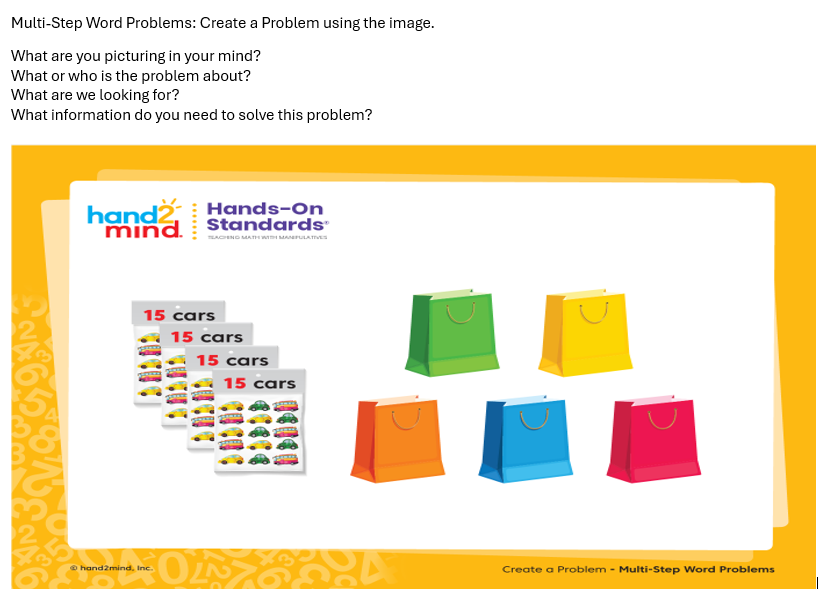 Multi-Step Word Problems: Create a Problem using the image.
What are you picturing in your mind?
What or who is the problem about?
What are we looking for?
What information do you need to solve this problem?
hand2mind.
Hands-On
Standards®
TEACHING MATH WITH MANIPULATIVES
15 cars
15 cars
15 cars
15 cars
© hand2mind, Inc.
Create a Problem - Multi-Step Word Problems